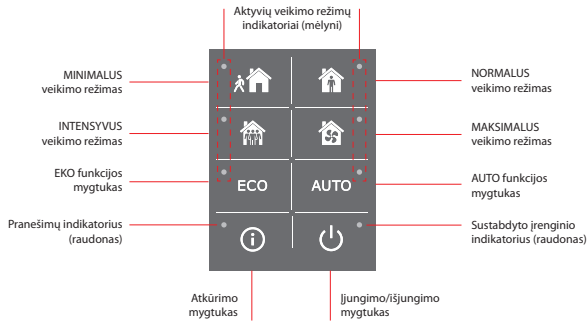 Aktyvių veikimo režimų
indikatoriai (mėlyni)
MINIMALUS
veikimo režimas
NORMALUS
veikimo režimas
INTENSYVUS
veikimo režimas
MAKSIMALUS
veikimo režimas
EKO funkcijos
mygtukas
ECO
AUTO
AUTO funkcijos
mygtukas
Pranešimų indikatorius
(raudonas)
Sustabdyto įrenginio
indikatorius (raudonas)
Atkūrimo
mygtukas
Įjungimo/išjungimo
mygtukas